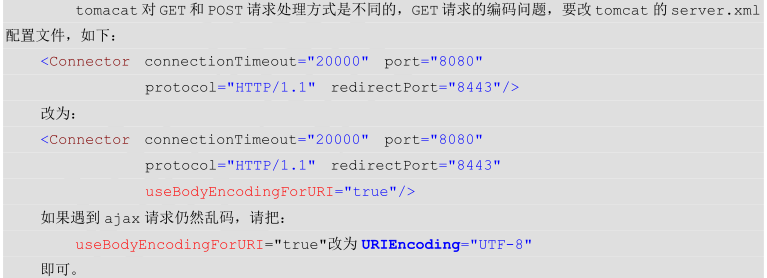 tomacat 对 GET 和 POST 请求处理方式是不同的，GET 请求的编码问题，要改 tomcat 的 server.xml
配置文件，如下：
<Connector connectionTimeout="20000" port="8080"
protocol="HTTP/1.1" redirectPort="8443"/>
改为：
<Connector connectionTimeout="20000" port="8080"
protocol="HTTP/1.1" redirectPort="8443"
useBodyEncodingForURI="true"/>
如果遇到 ajax 请求仍然乱码，请把：
useBodyEncodingForURI="true"改为 URIEncoding="UTF-8"
即可。